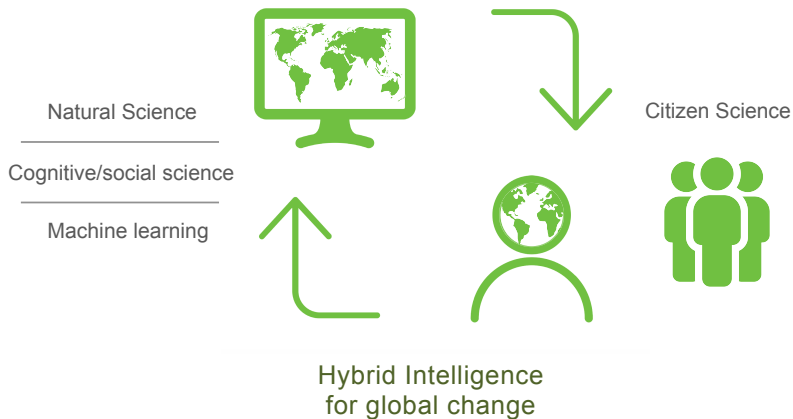 Natural Science
Cognitive/social science
Machine learning
Citizen Science
Hybrid Intelligence
for global change